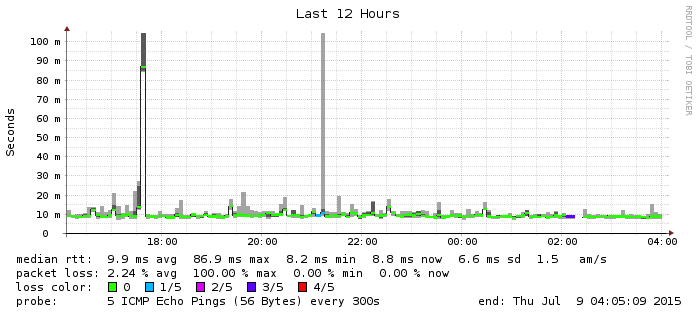 Last 12 Hours
RRDTOOL / TOBI OETIKER
Seconds
100 m
90 m
80 m
70 m
60 m
50 m
40 m
30 m
20 m
10 m
0
18:00 20:00 22:00 00:00 02:00 04:00
median rtt: 9.9 ms avg 86.9 ms max 8.2 ms min 8.8 ms now 6.6 ms sd 1.5 am/s
packet loss: 2.24 % avg 100.00 % max 0.00 % min 0.00 % now
loss color: 0 1/5 2/5 3/5 4/5
probe: 5 ICMP Echo Pings (56 Bytes) every 300s end: Thu Jul 9 04:05:09 2015